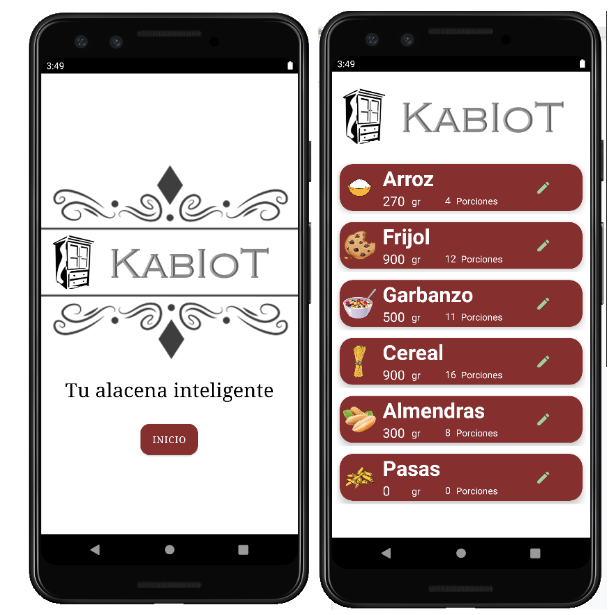 3:49
KABIOT
Tu alacena inteligente
INICIO
3:49
KABIOT
Arroz
270 gr 4 Porciones
Frijol
900 gr 12 Porciones
Garbanzo
500 gr 11 Porciones
Cereal
900 gr 16 Porciones
Almendras
300 gr 8 Porciones
Pasas
0 gr 0 Porciones